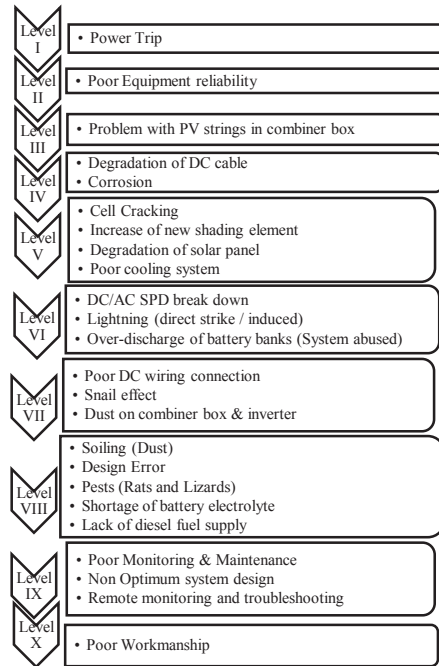 Level
I
• Power Trip
Level
II
• Poor Equipment reliability
Level
III
• Problem with PV strings in combiner box
Level
IV
• Degradation of DC cable
• Corrosion
Level
V
• Cell Cracking
• Increase of new shading element
• Degradation of solar panel
• Poor cooling system
Level
VI
• DC/AC SPD break down
• Lightning (direct strike / induced)
• Over-discharge of battery banks (System abused)
Level
VII
• Poor DC wiring connection
• Snail effect
• Dust on combiner box & inverter
Level
VIII
• Soiling (Dust)
• Design Error
• Pests (Rats and Lizards)
• Shortage of battery electrolyte
• Lack of diesel fuel supply
Level
IX
• Poor Monitoring & Maintenance
• Non Optimum system design
• Remote monitoring and troubleshooting
Level
X
• Poor Workmanship